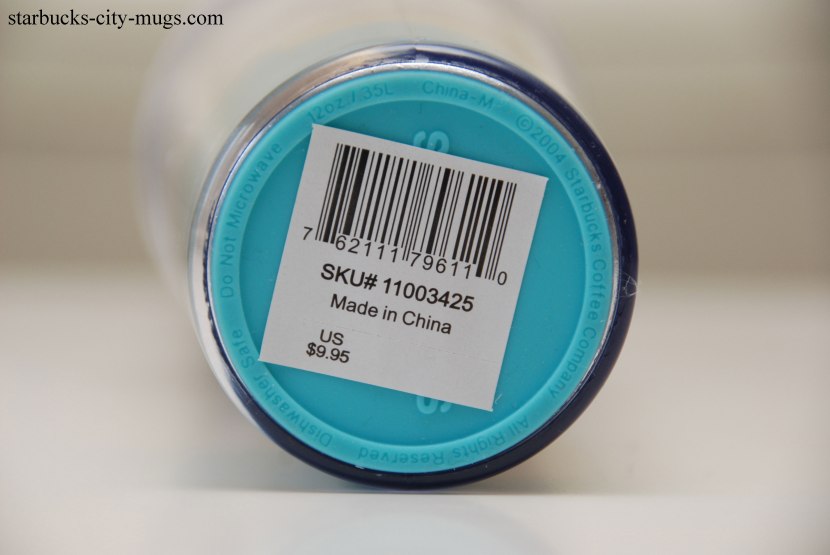 starbucks-city-mugs.com
12oz./.35L
China-M
©2004 Starbucks Coffee Company
All Rights Reserved
Dishwasher Safe
Do Not Microwave
7 62111 79611 0
SKU# 11003425
Made in China
US
$9.95